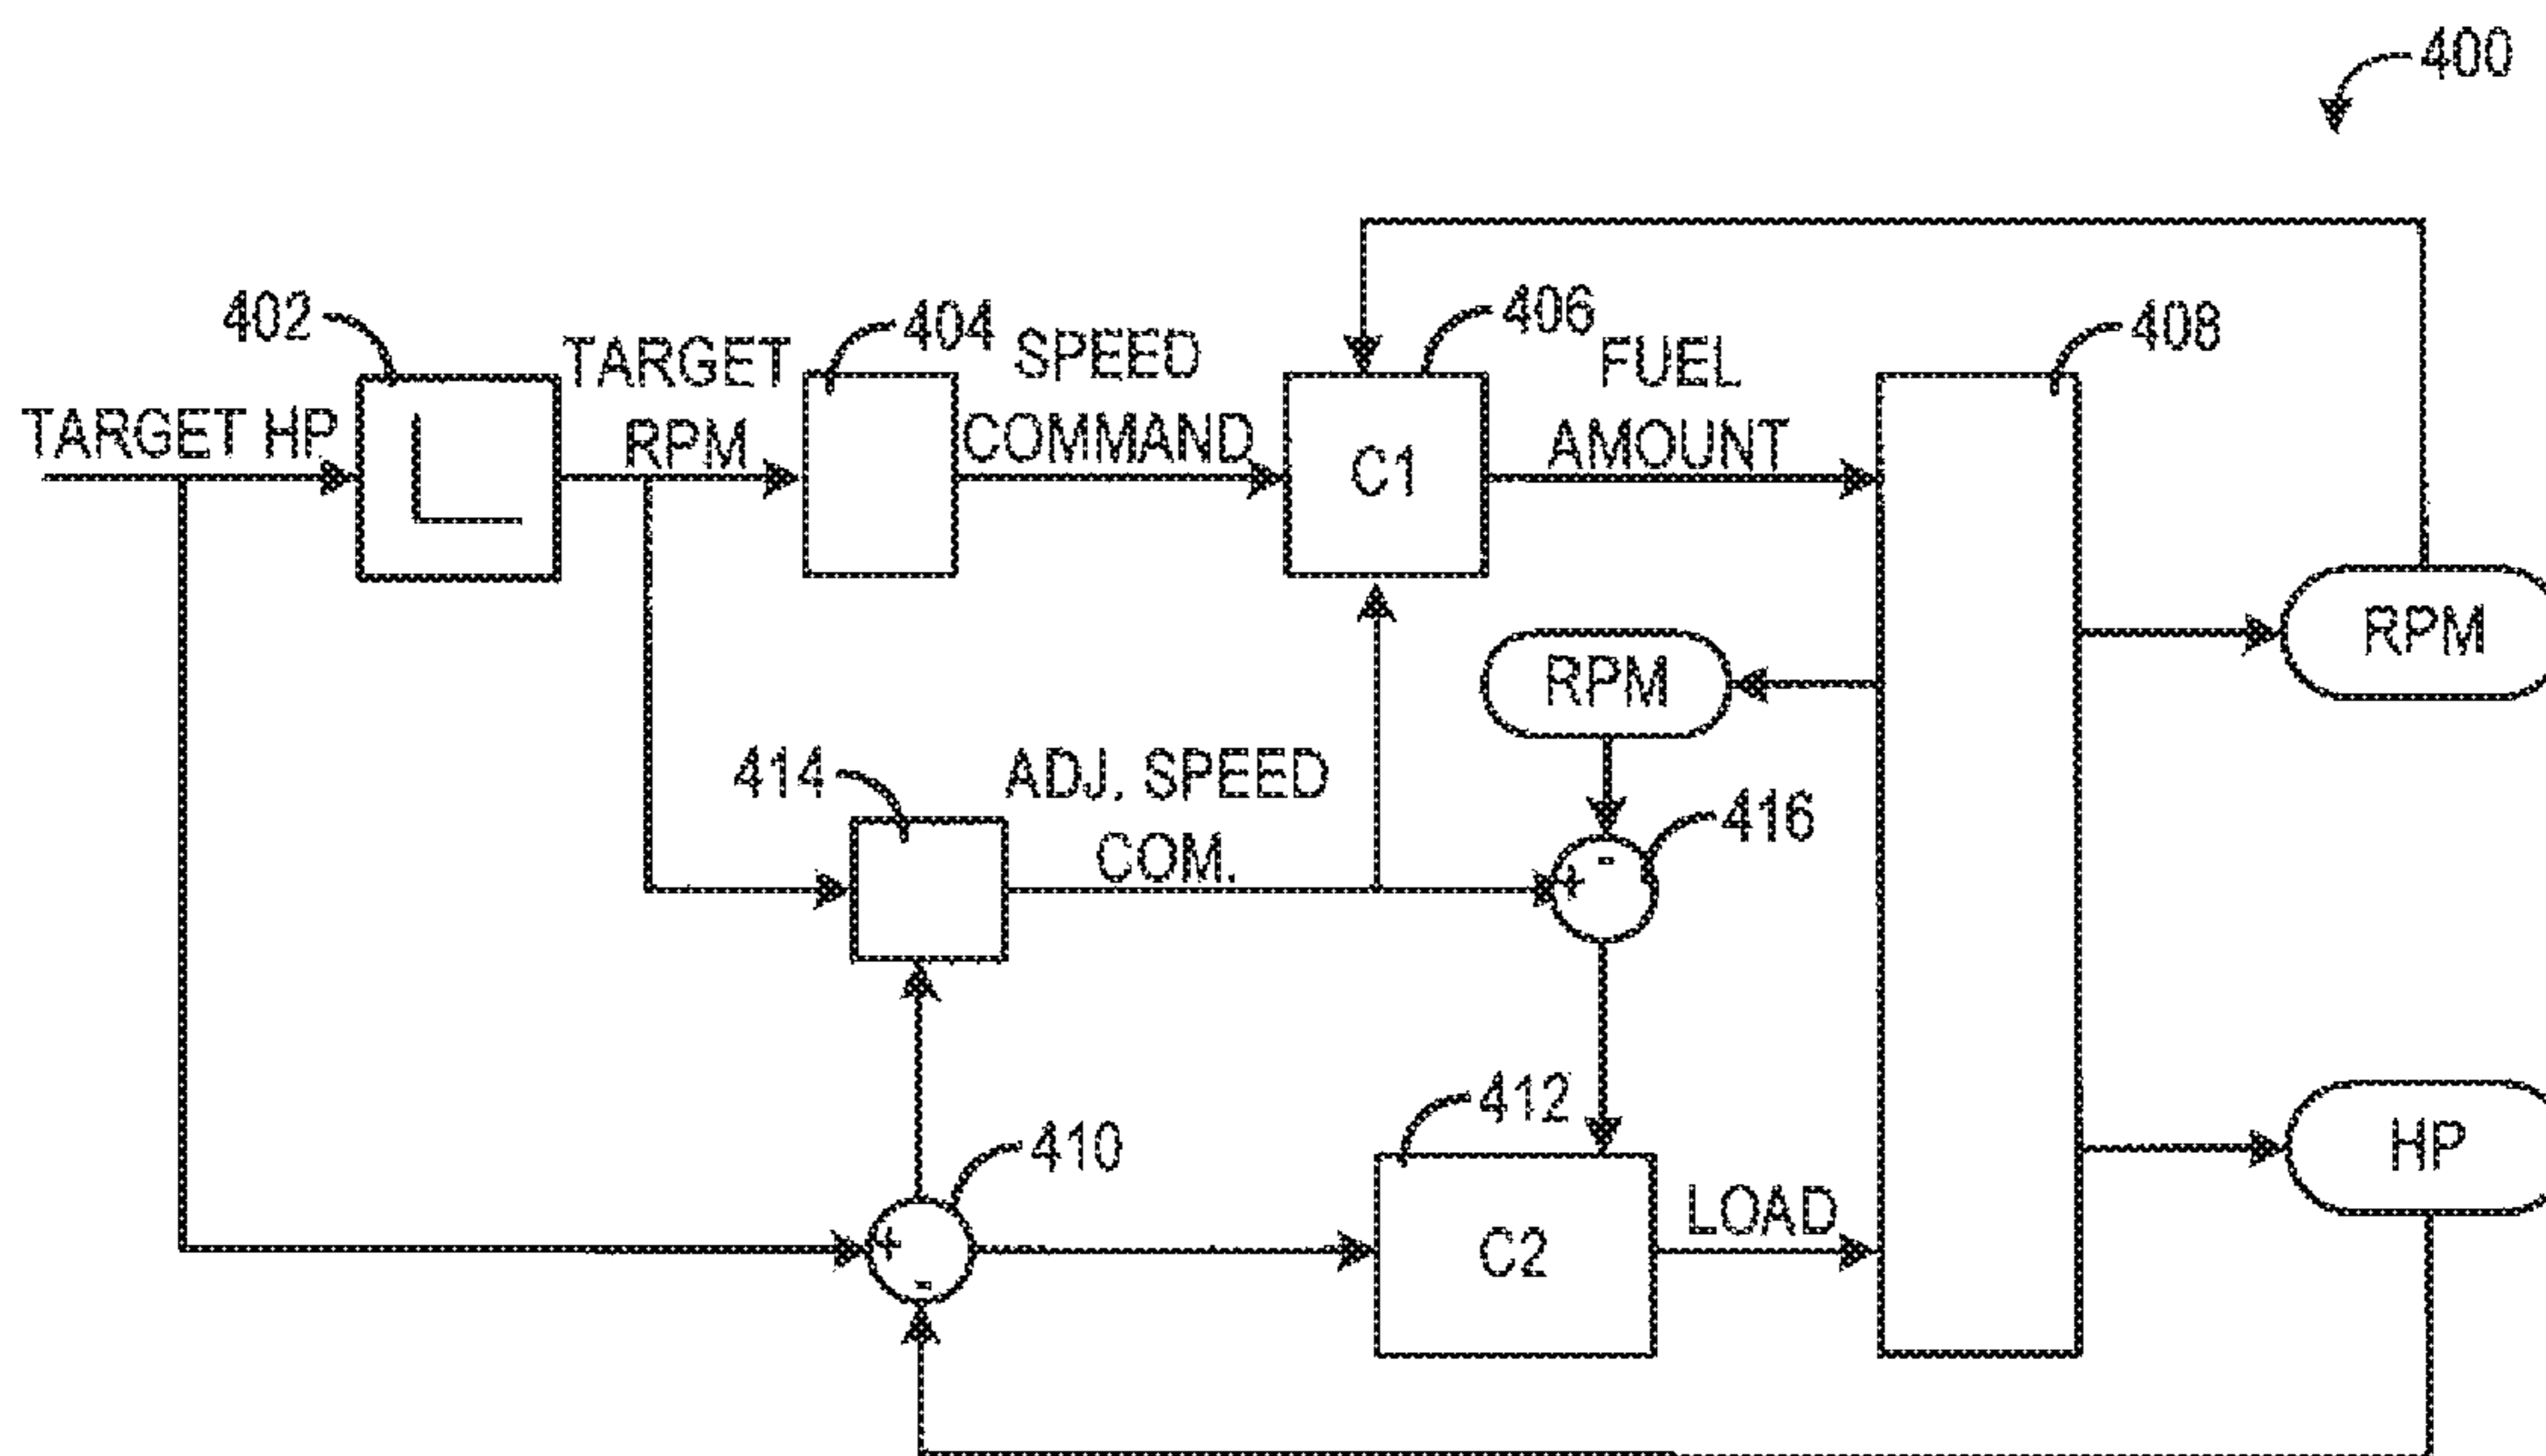 400
402
404
406
408
TARGET HP
TARGET
RPM
SPEED
COMMAND
C1
FUEL
AMOUNT
RPM
RPM
414
ADJ. SPEED
COM.
416
+
-
410
412
+
-
C2
LOAD
HP